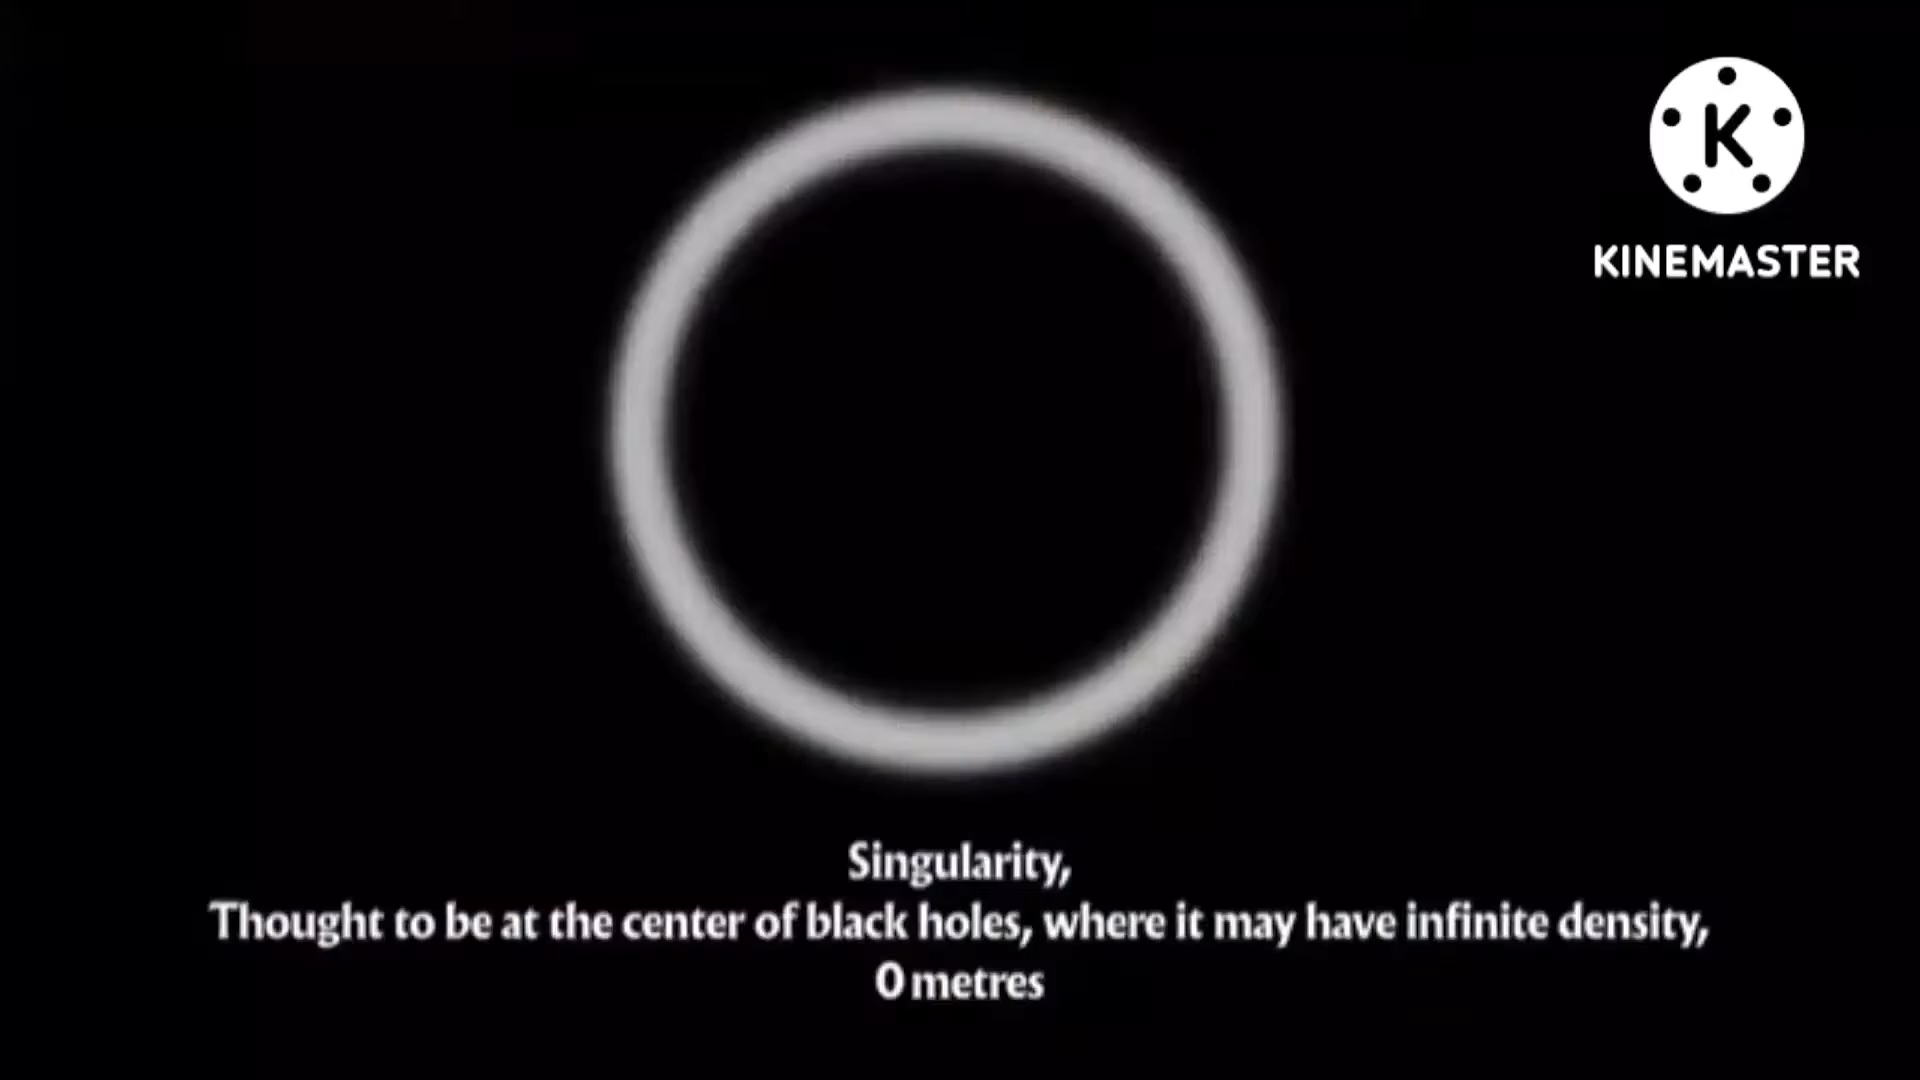 K
KINEMASTER
Singularity,
Thought to be at the center of black holes, where it may have infinite density,
0 metres